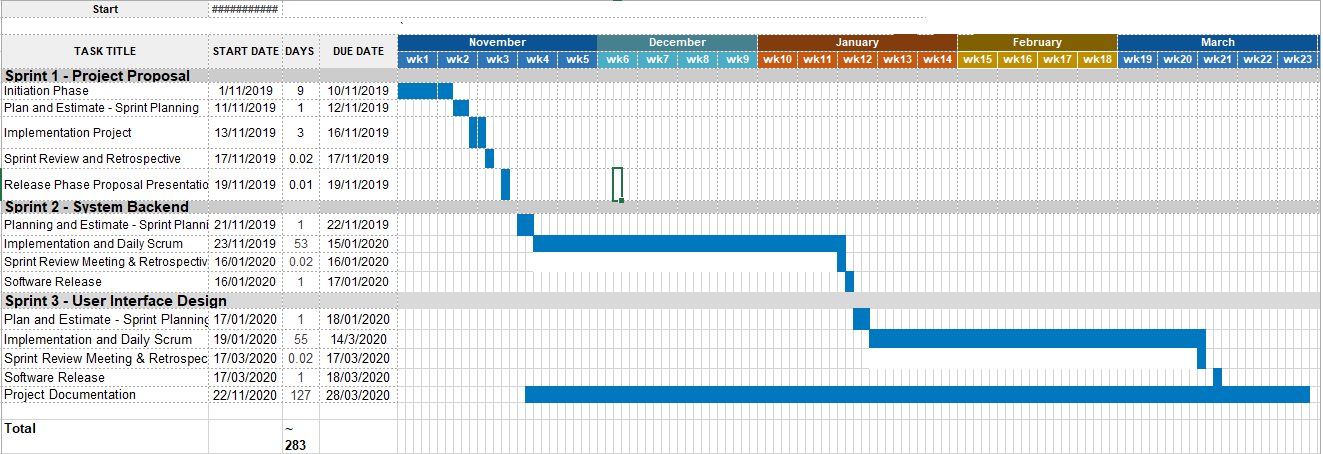 Start ###########
`
TASK TITLE START DATE DAYS DUE DATE November December January February March
wk1 wk2 wk3 wk4 wk5 wk6 wk7 wk8 wk9 wk10 wk11 wk12 wk13 wk14 wk15 wk16 wk17 wk18 wk19 wk20 wk21 wk22 wk23
Sprint 1 - Project Proposal
Initiation Phase 1/11/2019 9 10/11/2019
Plan and Estimate - Sprint Planning 11/11/2019 1 12/11/2019
Implementation Project 13/11/2019 3 16/11/2019
Sprint Review and Retrospective 17/11/2019 0.02 17/11/2019
Release Phase Proposal Presentatio 19/11/2019 0.01 19/11/2019
Sprint 2 - System Backend
Planning and Estimate - Sprint Planni 21/11/2019 1 22/11/2019
Implementation and Daily Scrum 23/11/2019 53 15/01/2020
Sprint Review Meeting & Retrospectiv 16/01/2020 0.02 16/01/2020
Software Release 16/01/2020 1 17/01/2020
Sprint 3 - User Interface Design
Plan and Estimate - Sprint Planning 17/01/2020 1 18/01/2020
Implementation and Daily Scrum 19/01/2020 55 14/3/2020
Sprint Review Meeting & Retrospec 17/03/2020 0.02 17/03/2020
Software Release 17/03/2020 1 18/03/2020
Project Documentation 22/11/2020 127 28/03/2020
Total ~
283